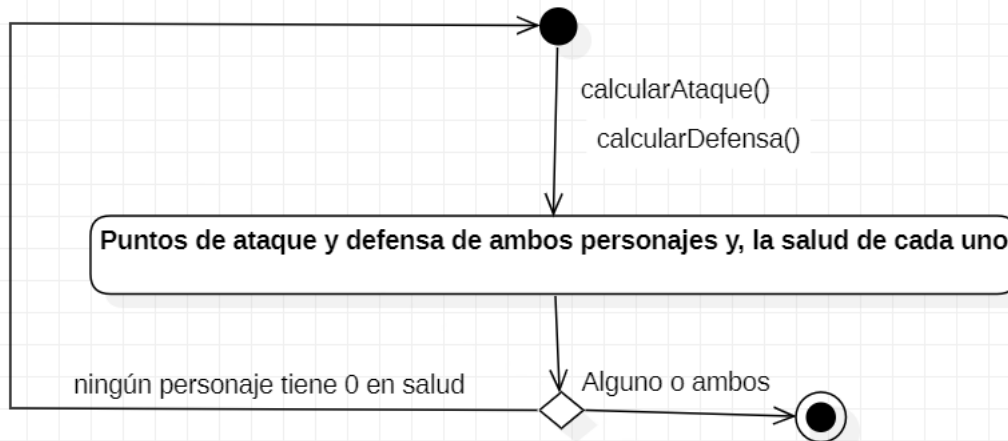 calcularAtaque()
calcularDefensa()
Puntos de ataque y defensa de ambos personajes y, la salud de cada uno
ningún personaje tiene 0 en salud
Alguno o ambos